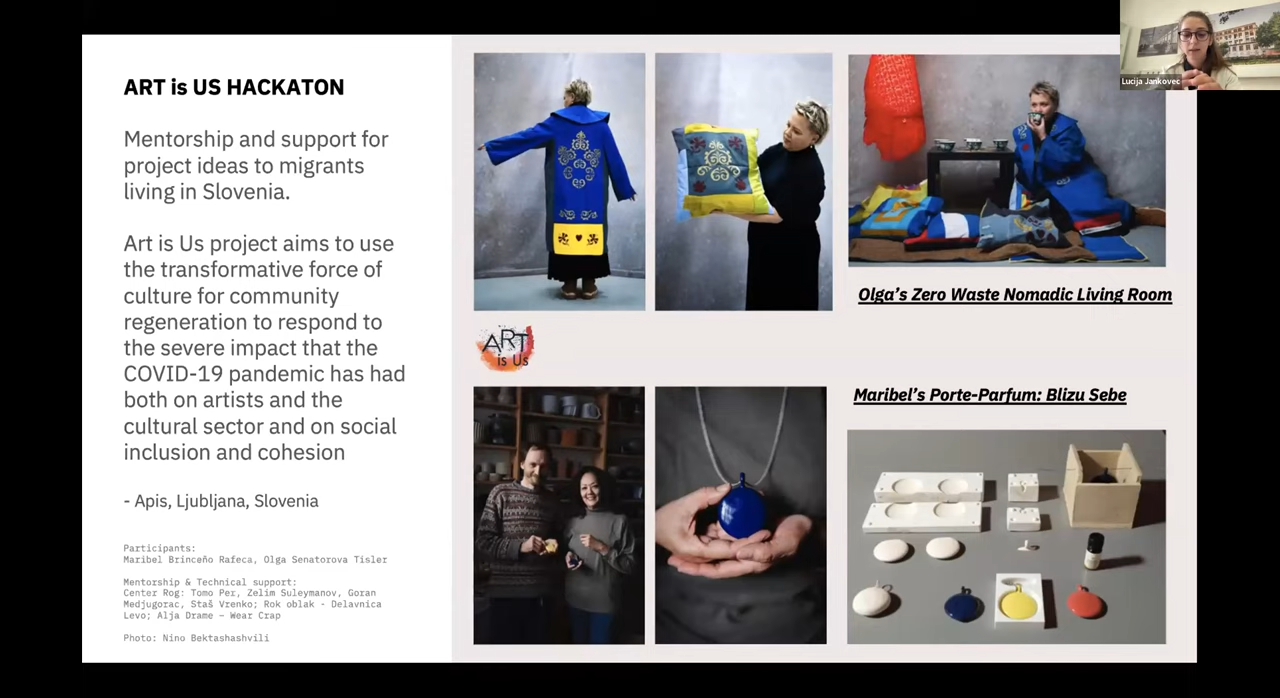 ART is US HACKATON
Mentorship and support for
project ideas to migrants
living in Slovenia.
Art is Us project aims to use
the transformative force of
culture for community
regeneration to respond to
the severe impact that the
COVID-19 pandemic has had
both on artists and the
cultural sector and on social
inclusion and cohesion
- Apis, Ljubljana, Slovenia
Participants:
Maribel Brinceño Rafeca, Olga Senatorova Tisler
Mentorship & Technical support:
Center Rog: Tomo Per, Zelim Suleymanov, Goran
Medjugorac, Staš Vrenko; Rok oblak - Delavnica
Levo; Alja Drame – Wear Crap
Photo: Nino Bektashashvili
Olga's Zero Waste Nomadic Living Room
ART
is Us
Maribel's Porte-Parfum: Blizu Sebe
Lucija Jankovec